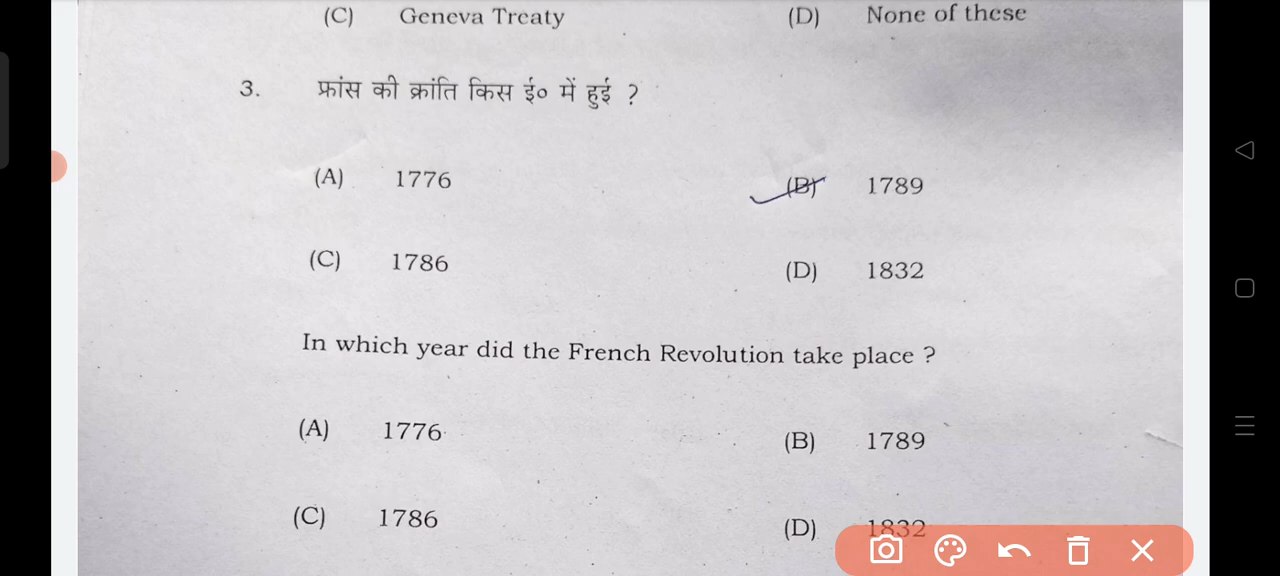 (C) Geneva Treaty (D) None of these
3. फ्रांस की क्रांति किस ई० में हुई ?
(A) 1776 (B) 1789
(C) 1786 (D) 1832
In which year did the French Revolution take place ?
(A) 1776 (B) 1789
(C) 1786 (D) 1832